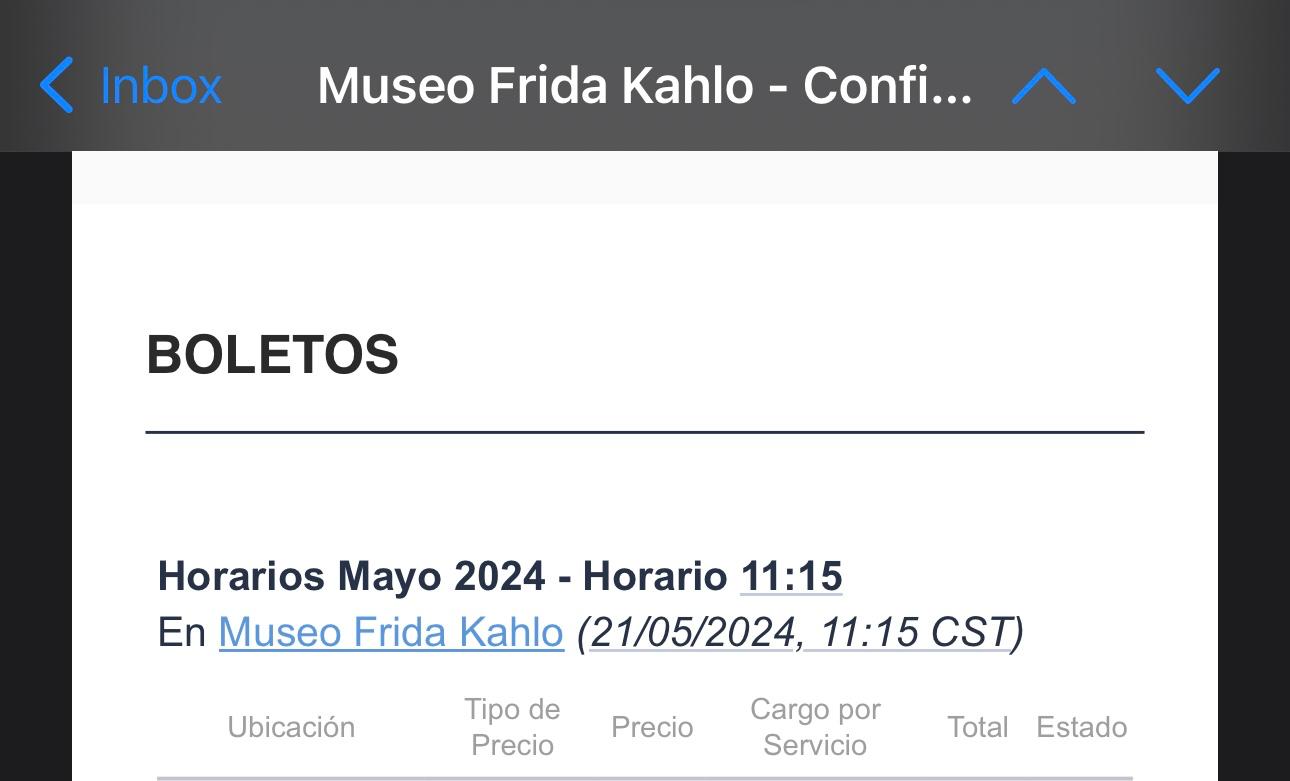 Inbox Museo Frida Kahlo - Confi...
BOLETOS
Horarios Mayo 2024 - Horario 11:15
En Museo Frida Kahlo (21/05/2024, 11:15 CST)
Ubicación Tipo de Precio Precio Cargo por Servicio Total Estado